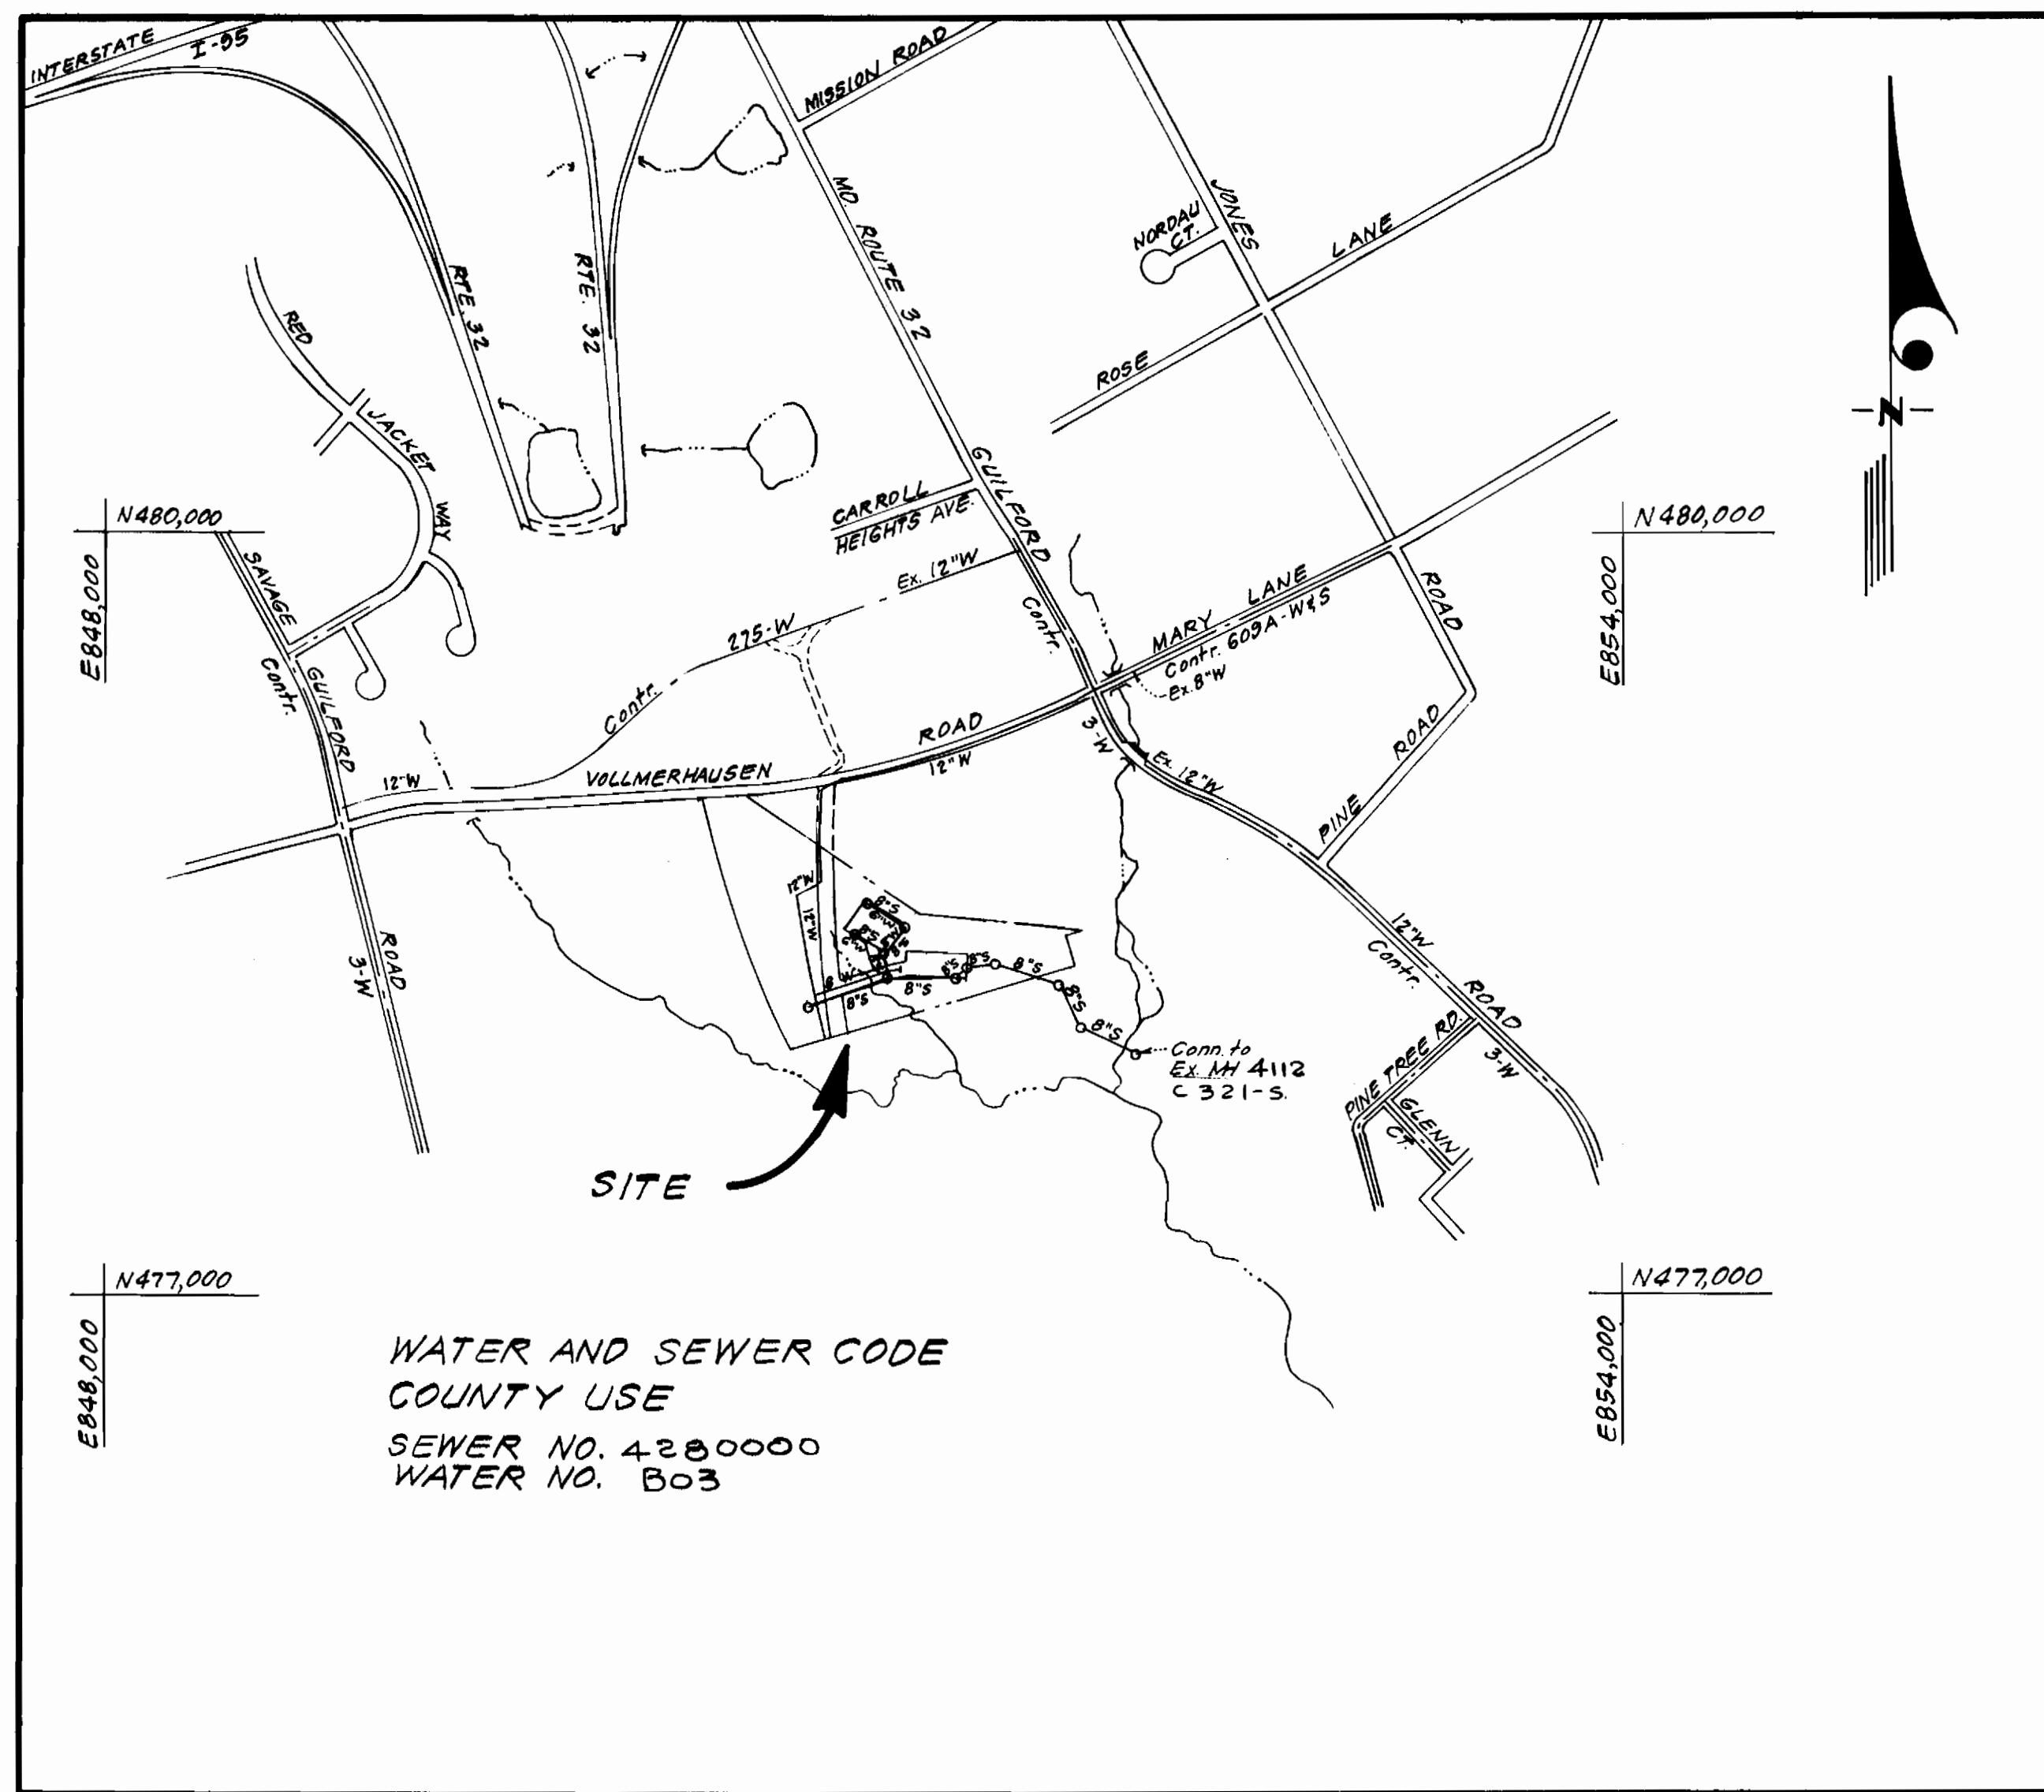 INTERSTATE
I-95
MISSION ROAD
MD. ROUTE 32
JONES
NORDAU
CT.
LANE
RTE. 32
RTE. 32
RED
ROSE
JACKET
WAY
GUILFORD
CARROLL
HEIGHTS AVE.
N
N480,000
E848,000
N480,000
E854,000
SAVAGE
Ex. 12"W
Contr.
MARY LANE
Contr. 609A-W&S
Ex. 8"W
ROAD
275-W
Contr.
Contr.
GUILFORD
ROAD
3-W
12"W
VOLLMERHAUSEN
12"W
Ex. 12"W
ROAD
PINE
12"W
12"W
8"S
6"W
8"S
8"S
8"S
8"S
8"S
8"S
8"S
8"S
ROAD
3-W
12"W
Contr.
ROAD
3-W
Conn. to
Ex. MH 4112
C 321-S.
PINE TREE RD.
GLENN
CT.
SITE
N477,000
E848,000
N477,000
E854,000
WATER AND SEWER CODE
COUNTY USE
SEWER NO. 4280000
WATER NO. B03